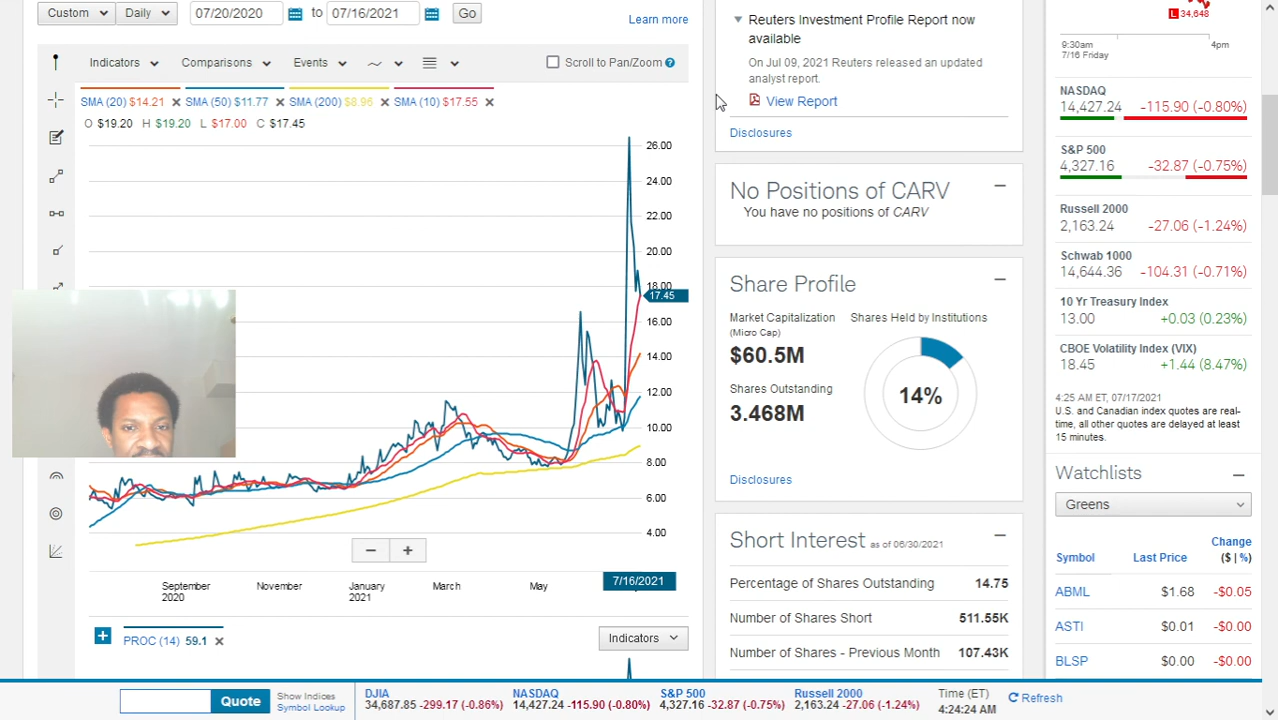 Custom
Daily
07/20/2020
to
07/16/2021
Go
Learn more
Indicators
Comparisons
Events
Scroll to Pan/Zoom
SMA (20) $14.21
SMA (50) $11.77
SMA (200) $8.96
SMA (10) $17.55
O $19.20 H $19.20 L $17.00 C $17.45
26.00
24.00
22.00
20.00
18.00
17.45
16.00
14.00
12.00
10.00
8.00
6.00
4.00
September
2020
November
January
2021
March
May
7/16/2021
PROC (14) 59.1
Indicators
Reuters Investment Profile Report now
available
On Jul 09, 2021 Reuters released an updated
analyst report.
View Report
Disclosures
No Positions of CARV
You have no positions of CARV
Share Profile
Market Capitalization
(Micro Cap)
$60.5M
Shares Outstanding
3.468M
Shares Held by Institutions
14%
Disclosures
Short Interest as of 06/30/2021
Percentage of Shares Outstanding 14.75
Number of Shares Short 511.55K
Number of Shares - Previous Month 107.43K
L 34,648
9:30am 4pm
7/16 Friday
NASDAQ
14,427.24 -115.90 (-0.80%)
S&P 500
4,327.16 -32.87 (-0.75%)
Russell 2000
2,163.24 -27.06 (-1.24%)
Schwab 1000
14,644.36 -104.31 (-0.71%)
10 Yr Treasury Index
13.00 +0.03 (0.23%)
CBOE Volatility Index (VIX)
18.45 +1.44 (8.47%)
4:25 AM ET, 07/17/2021
U.S. and Canadian index quotes are real-
time, all other quotes are delayed at least
15 minutes.
Watchlists
Greens
Change
Symbol Last Price ($ | %)
ABML $1.68 -$0.05
ASTI $0.01 -$0.00
BLSP $0.00 -$0.00
Quote
Show Indices
Symbol Lookup
DJIA
34,687.85 -299.17 (-0.86%)
NASDAQ
14,427.24 -115.90 (-0.80%)
S&P 500
4,327.16 -32.87 (-0.75%)
Russell 2000
2,163.24 -27.06 (-1.24%)
Time (ET)
4:24:24 AM
Refresh